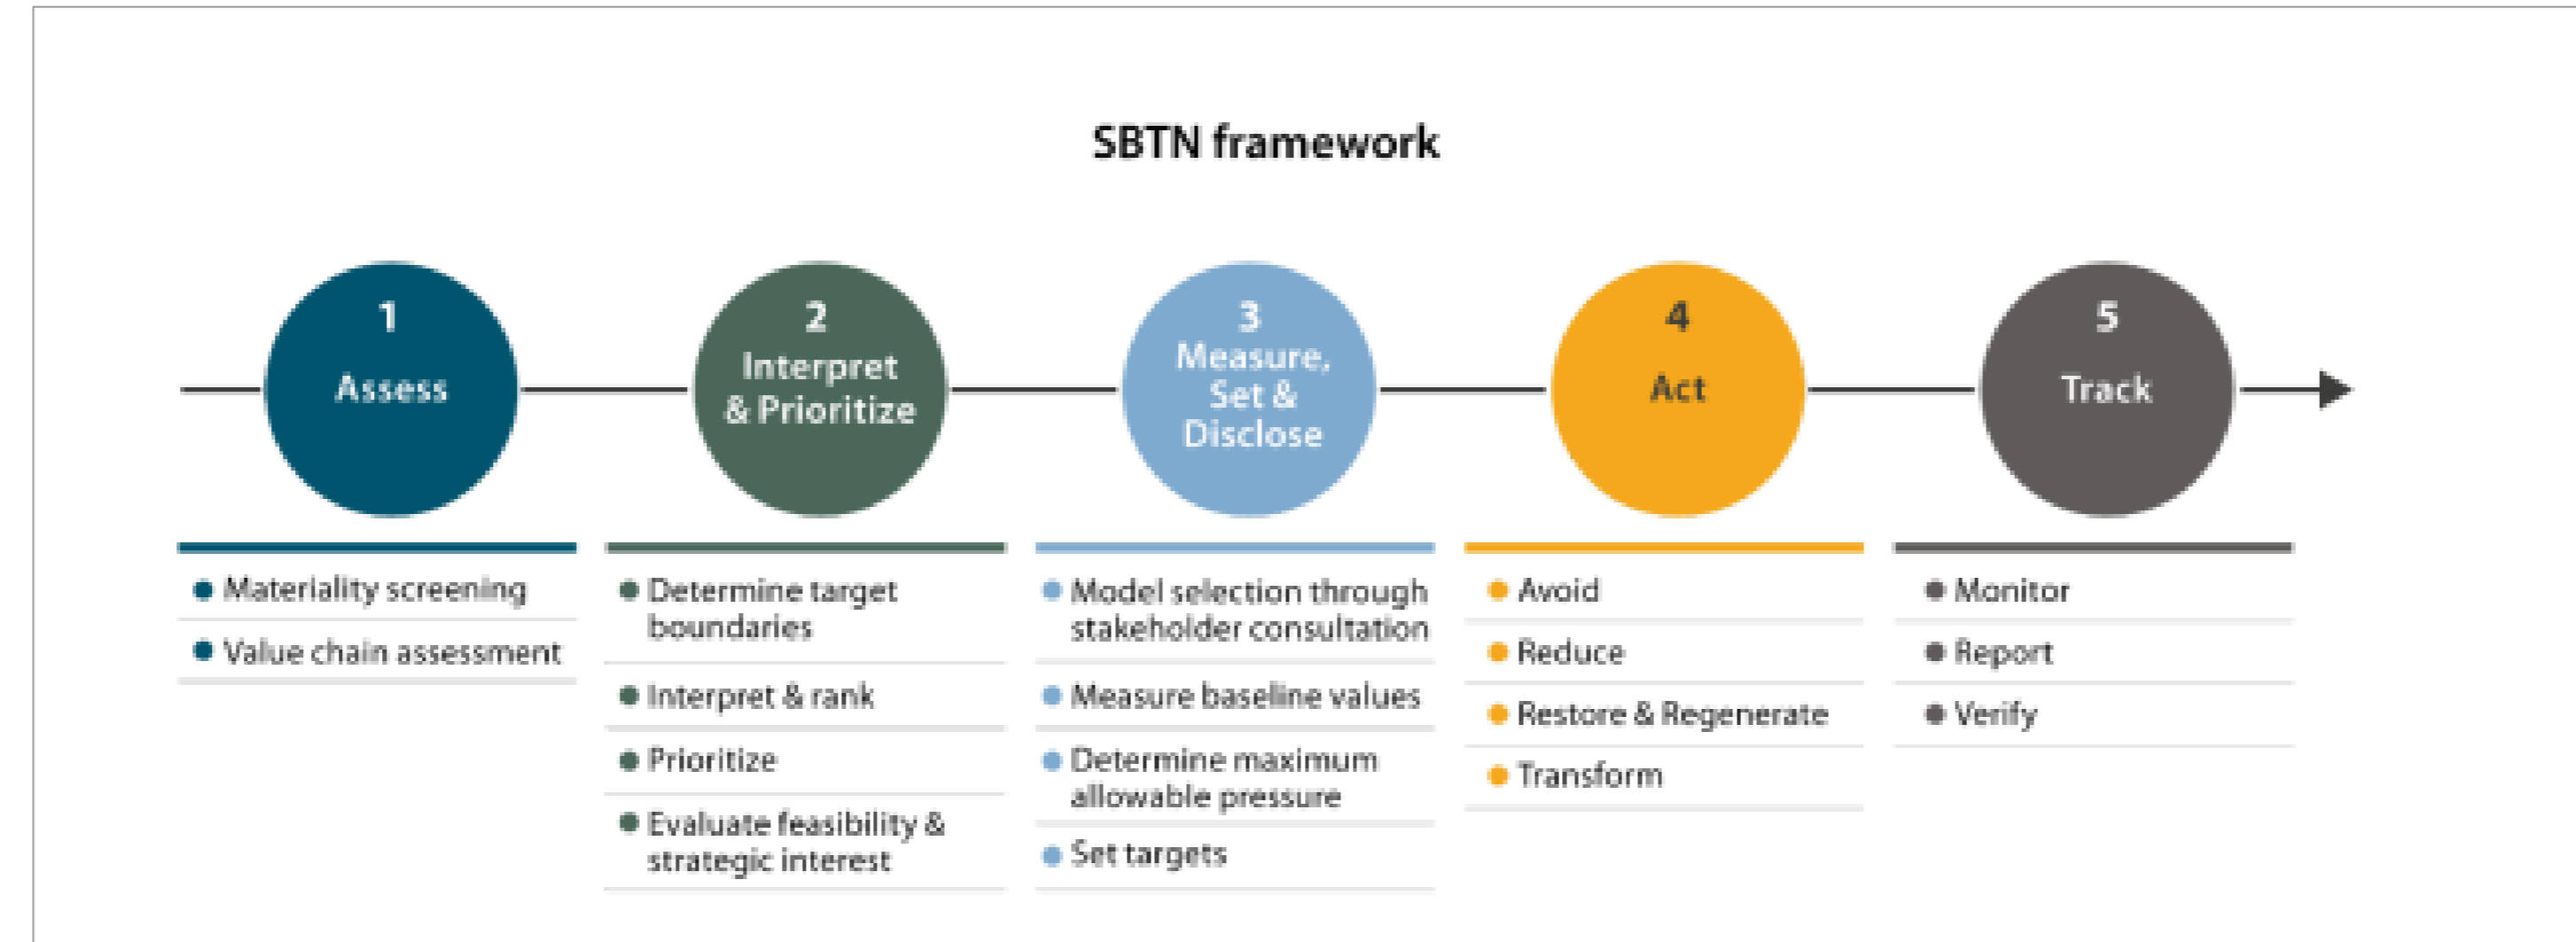 SBTN framework
1
Assess
2
Interpret
& Prioritize
3
Measure,
Set &
Disclose
4
Act
5
Track
Materiality screening
Value chain assessment
Determine target
boundaries
Interpret & rank
Prioritize
Evaluate feasibility &
strategic interest
Model selection through
stakeholder consultation
Measure baseline values
Determine maximum
allowable pressure
Set targets
Avoid
Reduce
Restore & Regenerate
Transform
Monitor
Report
Verify